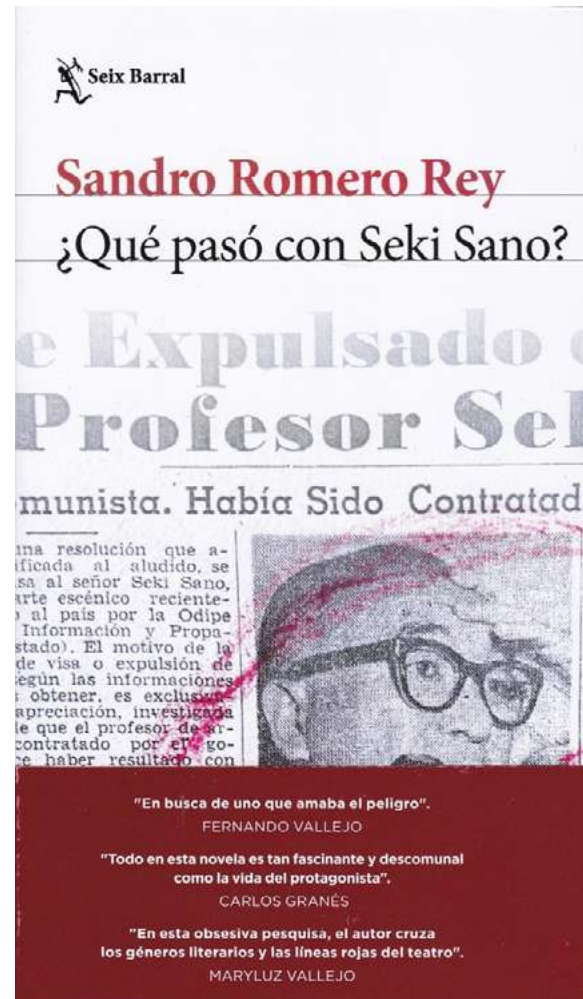 Seix Barral
Sandro Romero Rey
¿Qué pasó con Seki Sano?
e Expulsado
Profesor Se
munista. Había Sido Contratad
una resolución que a-
ificada al aludido, se
sa al señor Seki Sano,
arte escénico reciente-
al país por la Odipe
Información y Propa-
stado). El motivo de la
de visa o expulsión de
egún las informaciones
obtener, es exclusiva-
apreciación, investigada
de que el profesor de ar-
contratado por el go-
ce haber resultado con
"En busca de uno que amaba el peligro".
FERNANDO VALLEJO
"Todo en esta novela es tan fascinante y descomunal
como la vida del protagonista".
CARLOS GRANÉS
"En esta obsesiva pesquisa, el autor cruza
los géneros literarios y las líneas rojas del teatro".
MARYLUZ VALLEJO